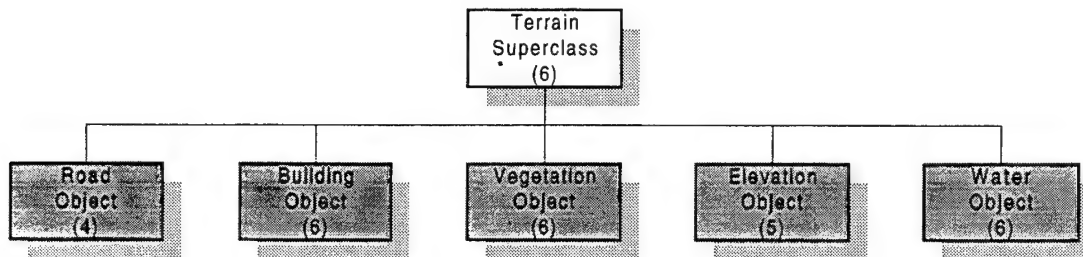 Terrain
Superclass
(6)
Road
Object
(4)
Building
Object
(6)
Vegetation
Object
(6)
Elevation
Object
(5)
Water
Object
(6)